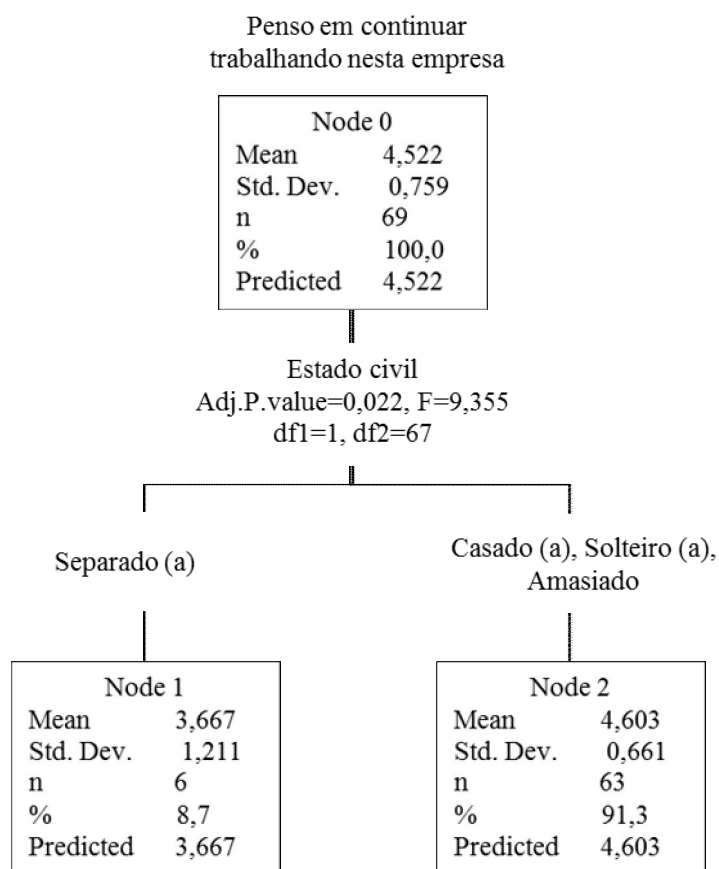 Penso em continuar
trabalhando nesta empresa
Node 0
Mean 4,522
Std. Dev. 0,759
n 69
% 100,0
Predicted 4,522
Estado civil
Adj.P.value=0,022, F=9,355
df1=1, df2=67
Separado (a)
Casado (a), Solteiro (a),
Amasiado
Node 1
Mean 3,667
Std. Dev. 1,211
n 6
% 8,7
Predicted 3,667
Node 2
Mean 4,603
Std. Dev. 0,661
n 63
% 91,3
Predicted 4,603